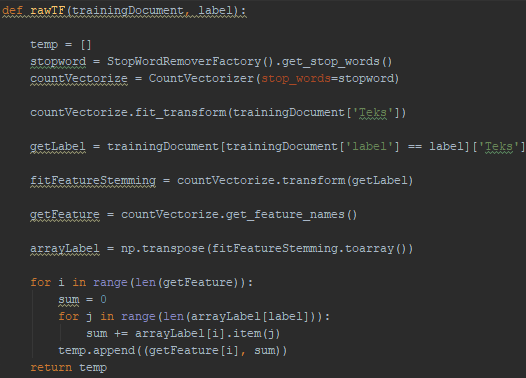 def rawTF(trainingDocument, label):
temp = []
stopword = StopWordRemoverFactory().get_stop_words()
countVectorize = CountVectorizer(stop_words=stopword)
countVectorize.fit_transform(trainingDocument['Teks'])
getLabel = trainingDocument[trainingDocument['label'] == label]['Teks']
fitFeatureStemming = countVectorize.transform(getLabel)
getFeature = countVectorize.get_feature_names()
arrayLabel = np.transpose(fitFeatureStemming.toarray())
for i in range(len(getFeature)):
sum = 0
for j in range(len(arrayLabel[label])):
sum += arrayLabel[i].item(j)
temp.append((getFeature[i], sum))
return temp